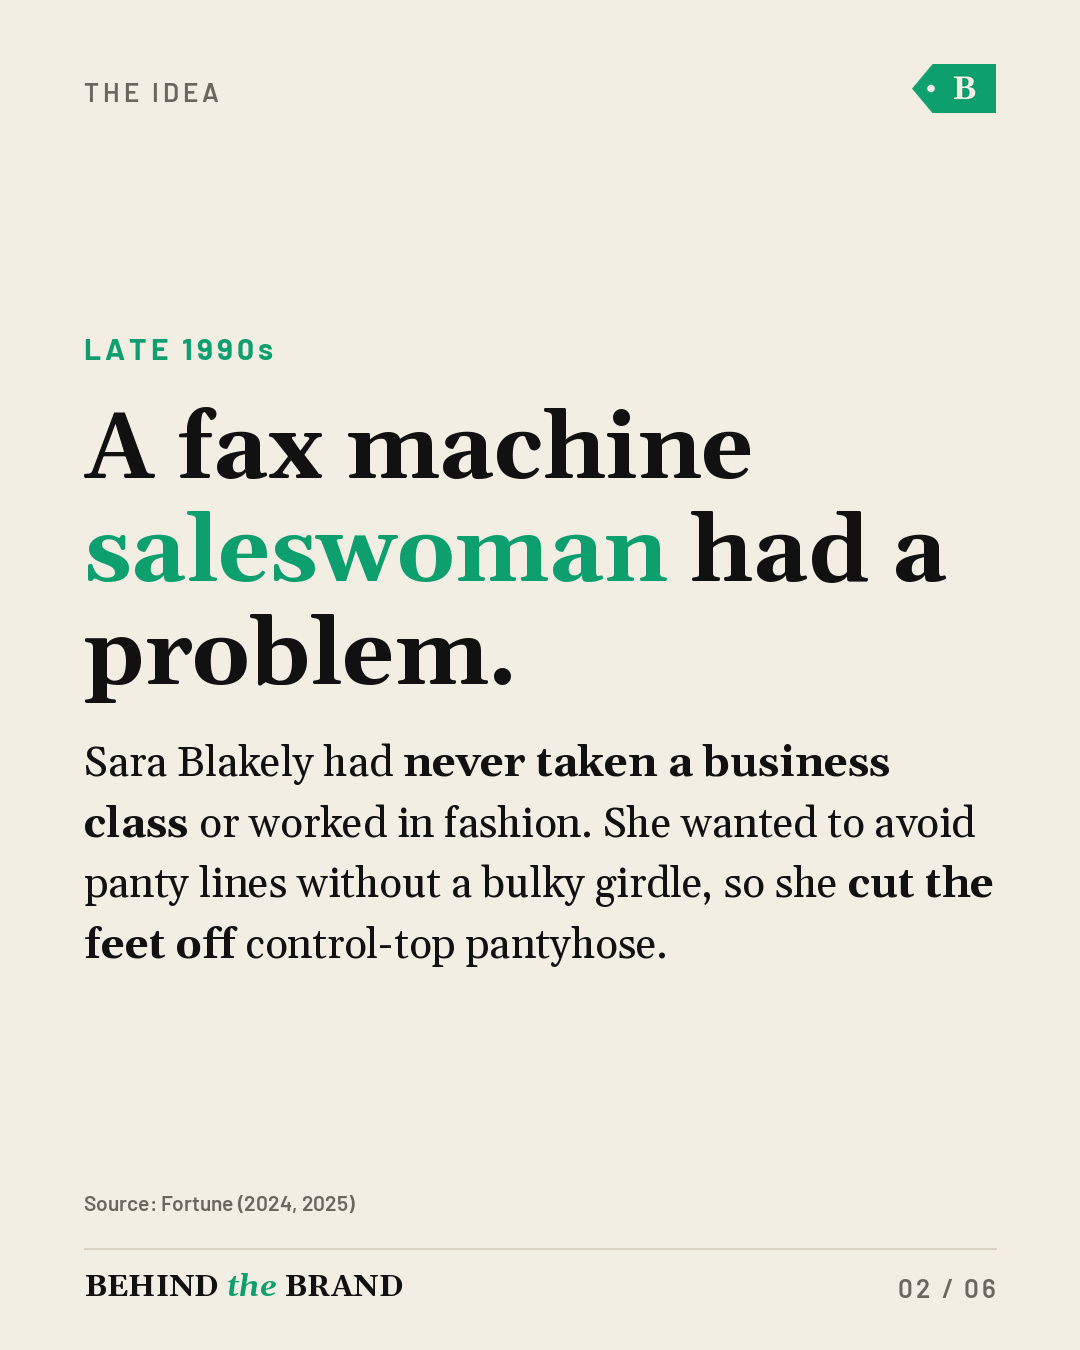 THE IDEA
B
LATE 1990s
A fax machine
saleswoman had a
problem.
Sara Blakely had never taken a business
class or worked in fashion. She wanted to avoid
panty lines without a bulky girdle, so she cut the
feet off control-top pantyhose.
Source: Fortune (2024, 2025)
BEHIND the BRAND
02 / 06